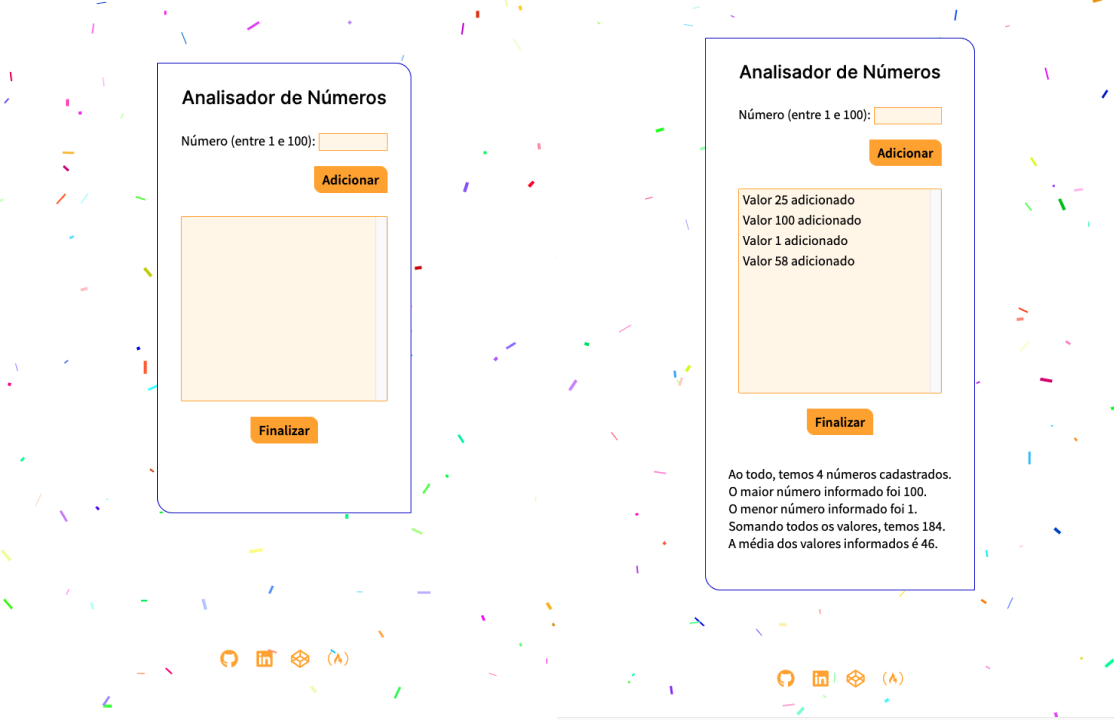 Analisador de Números
Número (entre 1 e 100):
Adicionar
Finalizar
Analisador de Números
Número (entre 1 e 100):
Adicionar
Valor 25 adicionado
Valor 100 adicionado
Valor 1 adicionado
Valor 58 adicionado
Finalizar
Ao todo, temos 4 números cadastrados.
O maior número informado foi 100.
O menor número informado foi 1.
Somando todos os valores, temos 184.
A média dos valores informados é 46.
in
in